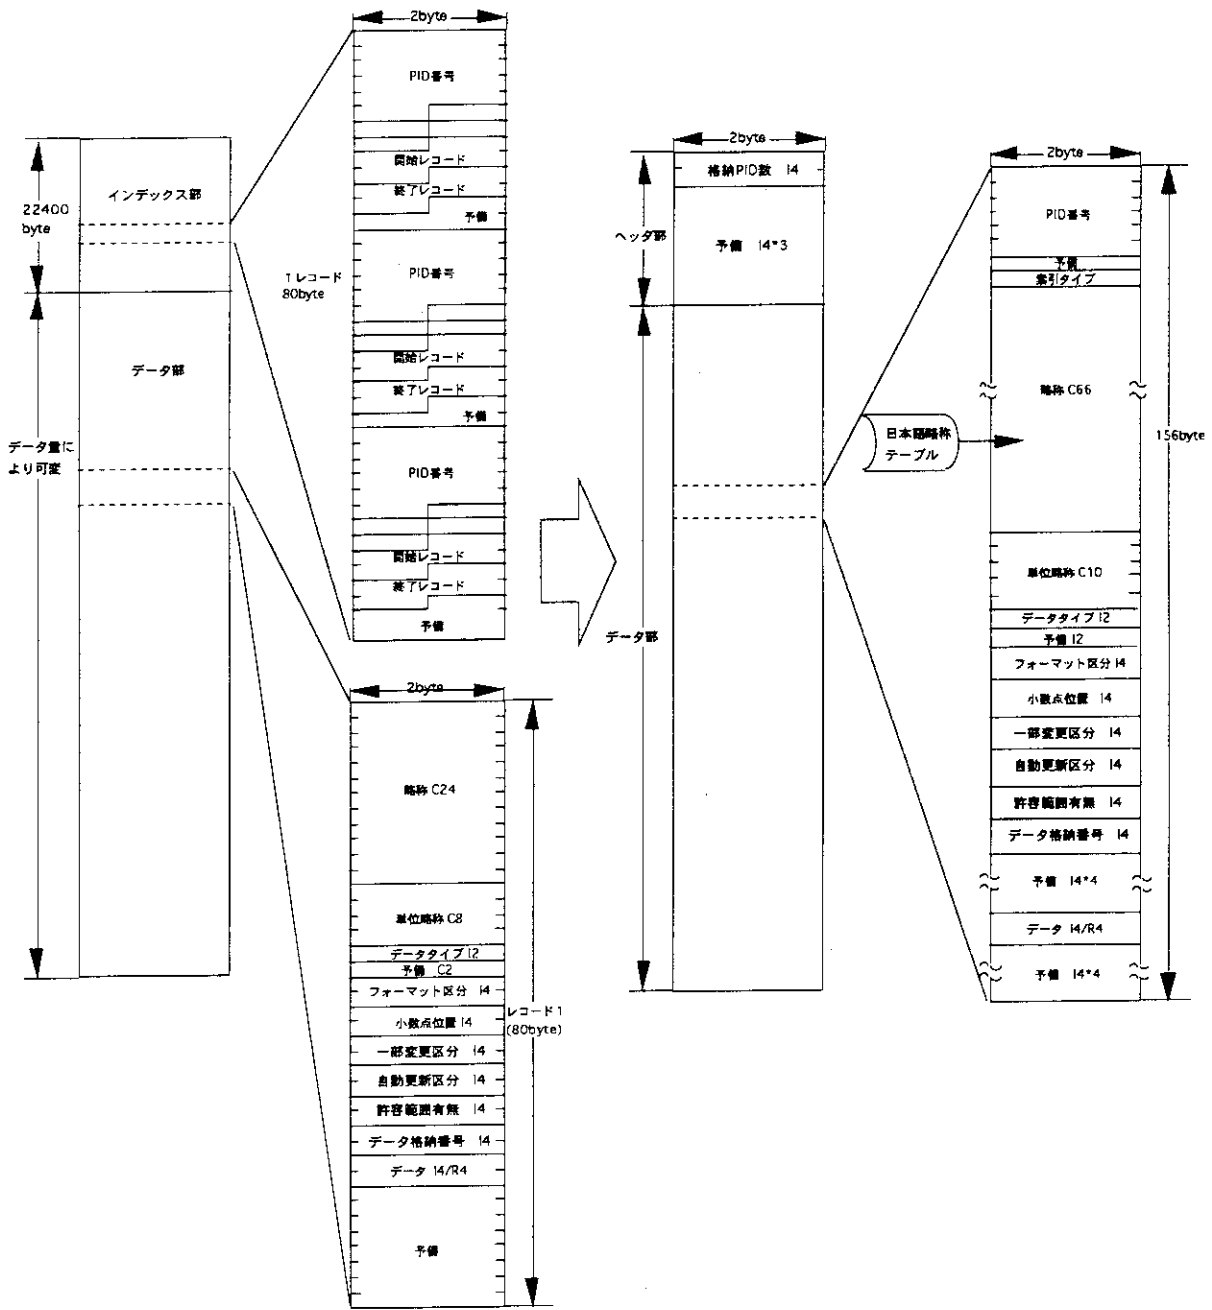 2byte
PID番号
開始レコード
終了レコード
予備
PID番号
開始レコード
終了レコード
予備
PID番号
開始レコード
終了レコード
予備
1レコード
80byte
22400
byte
インデックス部
データ部
データ量に
より可変
2byte
略称 C24
単位略称 C8
データタイプ I2
予備 C2
フォーマット区分 I4
小数点位置 I4
一部変更区分 I4
自動更新区分 I4
許容範囲有無 I4
データ格納番号 I4
データ I4/R4
予備
レコード1
(80byte)
2byte
格納PID数 I4
予備 I4*3
ヘッダ部
データ部
日本語略称
テーブル
2byte
PID番号
予備
索引タイプ
略称 C66
単位略称 C10
データタイプ I2
予備 I2
フォーマット区分 I4
小数点位置 I4
一部変更区分 I4
自動更新区分 I4
許容範囲有無 I4
データ格納番号 I4
予備 I4*4
データ I4/R4
予備 I4*4
156byte